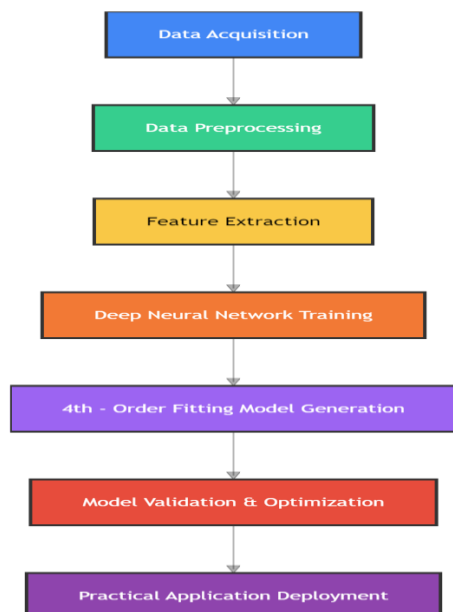 Data Acquisition
Data Preprocessing
Feature Extraction
Deep Neural Network Training
4th - Order Fitting Model Generation
Model Validation & Optimization
Practical Application Deployment